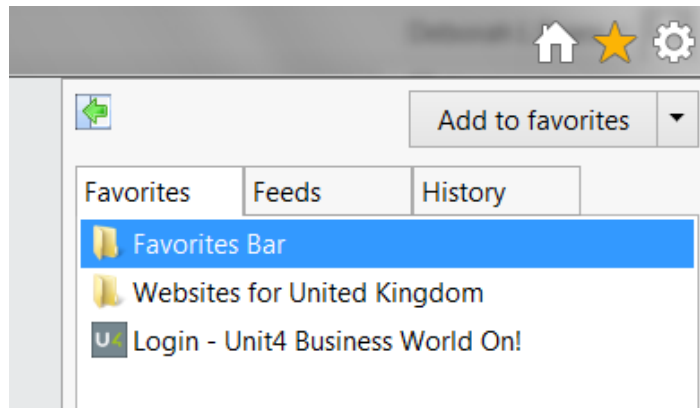 Add to favorites
Favorites Feeds History
Favorites Bar
Websites for United Kingdom
U4 Login - Unit4 Business World On!